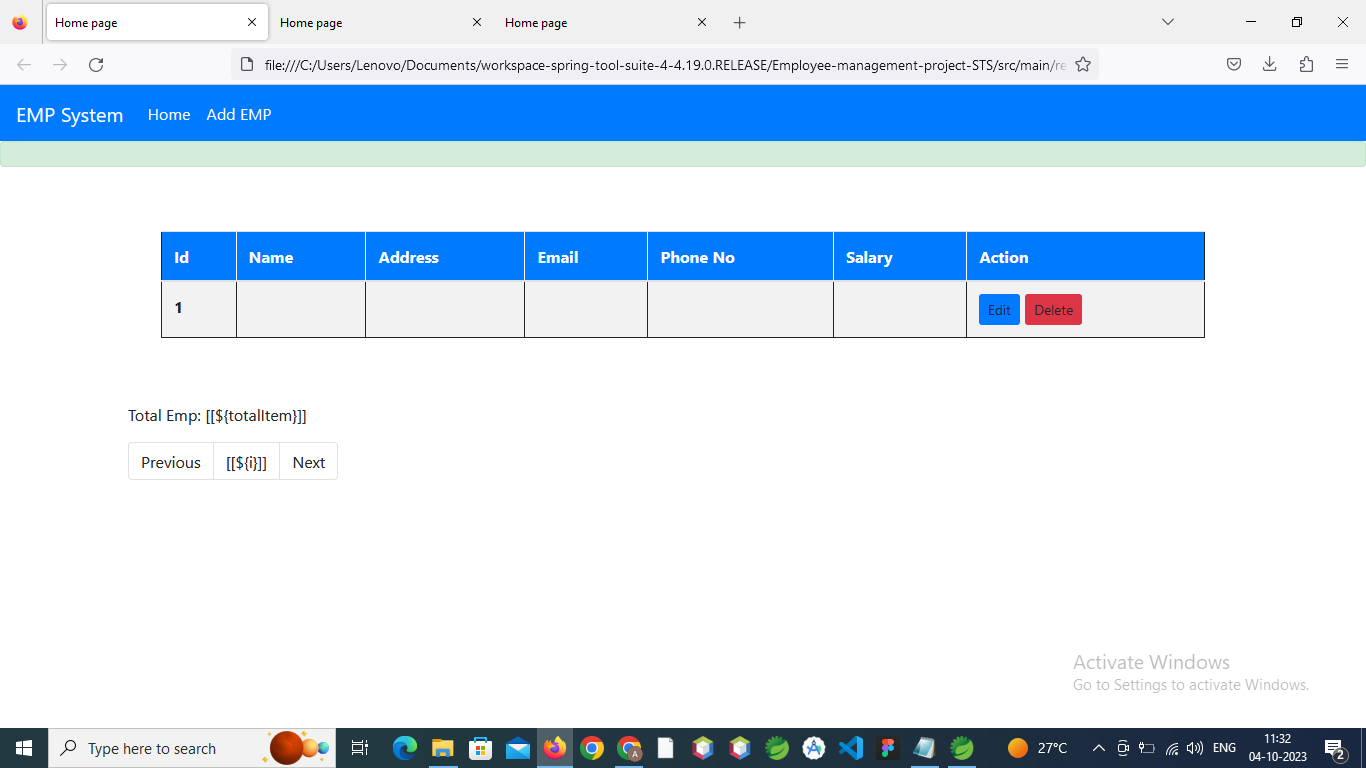 Home page
Home page
Home page
file:///C:/Users/Lenovo/Documents/workspace-spring-tool-suite-4-4.19.0.RELEASE/Employee-management-project-STS/src/main/re
EMP System Home Add EMP
Id Name Address Email Phone No Salary Action
1 Edit Delete
Total Emp: [[${totalItem}]]
Previous [[${i}]] Next
Activate Windows
Go to Settings to activate Windows.
Type here to search
27°C
ENG
11:32
04-10-2023
2